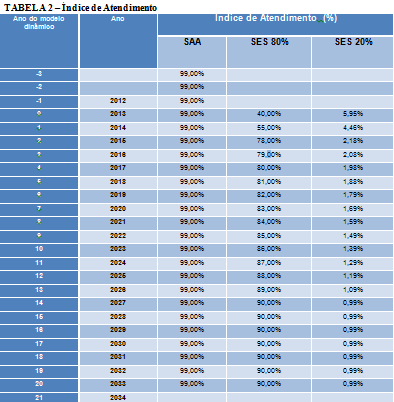 TABELA 2 – Índice de Atendimento
Ano do modelo dinâmico Ano Índice de Atendimento (%)
SAA SES 80% SES 20%
-3 99,00%
-2 99,00%
-1 2012 99,00%
0 2013 99,00% 40,00% 5,95%
1 2014 99,00% 55,00% 4,46%
2 2015 99,00% 78,00% 2,18%
3 2016 99,00% 79,00% 2,08%
4 2017 99,00% 80,00% 1,98%
5 2018 99,00% 81,00% 1,88%
6 2019 99,00% 82,00% 1,79%
7 2020 99,00% 83,00% 1,69%
8 2021 99,00% 84,00% 1,59%
9 2022 99,00% 85,00% 1,49%
10 2023 99,00% 86,00% 1,39%
11 2024 99,00% 87,00% 1,29%
12 2025 99,00% 88,00% 1,19%
13 2026 99,00% 89,00% 1,09%
14 2027 99,00% 90,00% 0,99%
15 2028 99,00% 90,00% 0,99%
16 2029 99,00% 90,00% 0,99%
17 2030 99,00% 90,00% 0,99%
18 2031 99,00% 90,00% 0,99%
19 2032 99,00% 90,00% 0,99%
20 2033 99,00% 90,00% 0,99%
21 2034